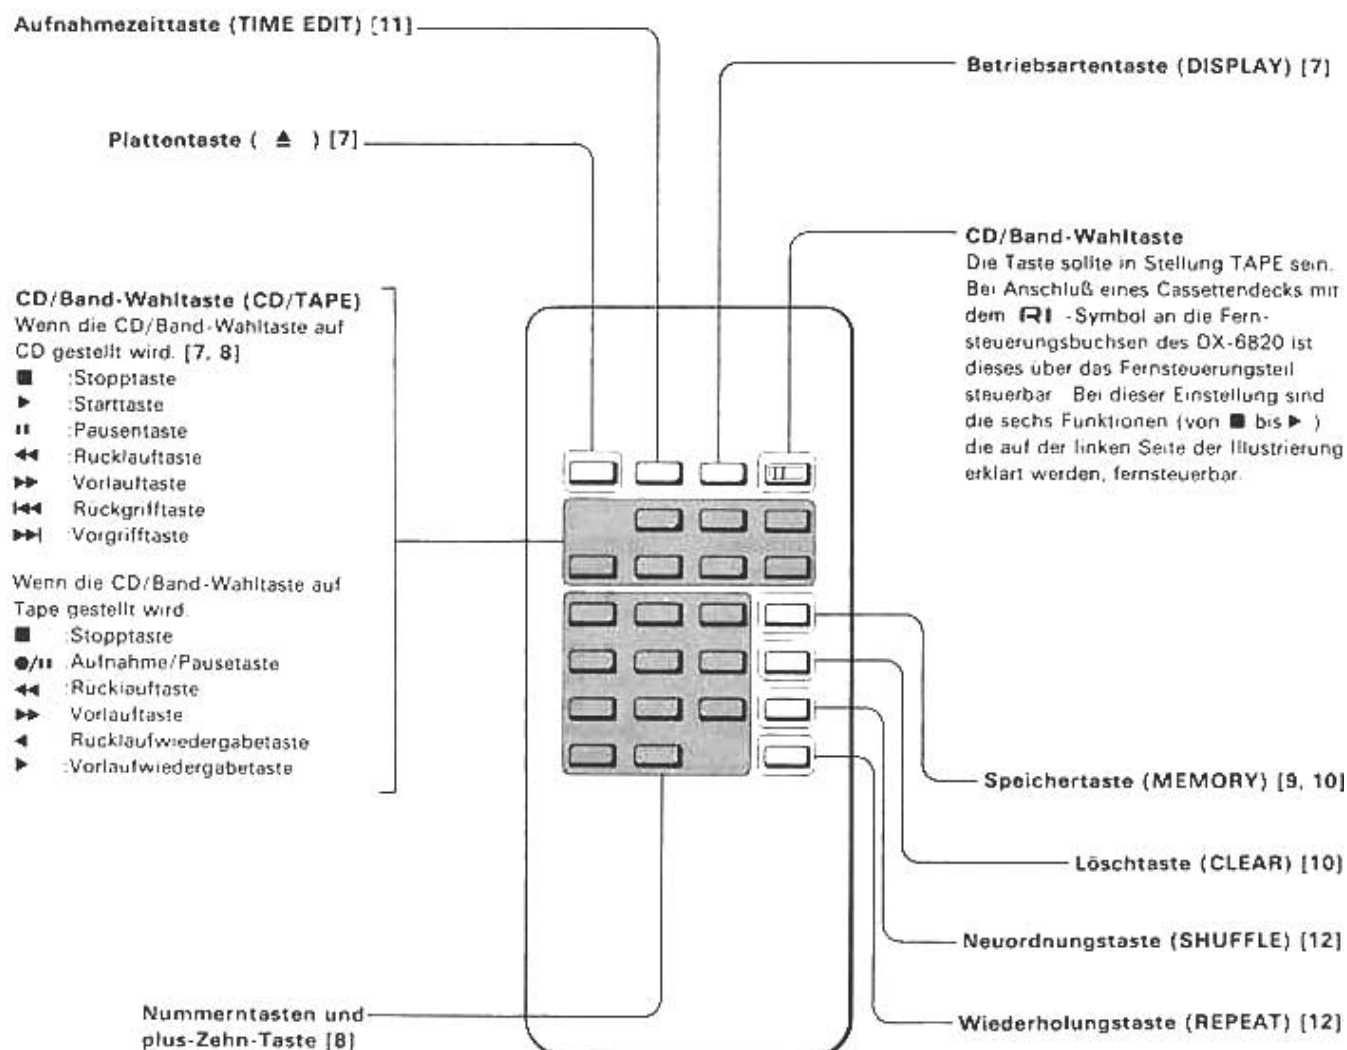 Aufnahmezeittaste (TIME EDIT) [11]
Betriebsartentaste (DISPLAY) [7]
Plattentaste ( ≜ ) [7]
CD/Band-Wahltaste
Die Taste sollte in Stellung TAPE sein.
Bei Anschluß eines Cassettendecks mit
dem RI -Symbol an die Fern-
steuerungsbuchsen des DX-6820 ist
dieses über das Fernsteuerungsteil
steuerbar Bei dieser Einstellung sind
die sechs Funktionen (von ■ bis ▶ )
die auf der linken Seite der Illustrierung
erklart werden, fernsteuerbar.
CD/Band-Wahltaste (CD/TAPE)
Wenn die CD/Band-Wahltaste auf
CD gestellt wird. [7, 8]
■ :Stopptaste
▶ :Starttaste
▮▮ :Pausentaste
◀◀ :Rucklauftaste
▶▶ Vorlauftaste
|◀◀ Rückgrifftaste
▶▶| :Vorgrifftaste
Wenn die CD/Band-Wahltaste auf
Tape gestellt wird.
■ :Stopptaste
●/▮▮ :Aufnahme/Pausetaste
◀◀ :Rücklauftaste
▶▶ Vorlauftaste
◀ Rucklaufwiedergabetaste
▶ :Vorlaufwiedergabetaste
Speichertaste (MEMORY) [9, 10]
Löschtaste (CLEAR) [10]
Neuordnungstaste (SHUFFLE) [12]
Nummerntasten und
plus-Zehn-Taste [8]
Wiederholungstaste (REPEAT) [12]